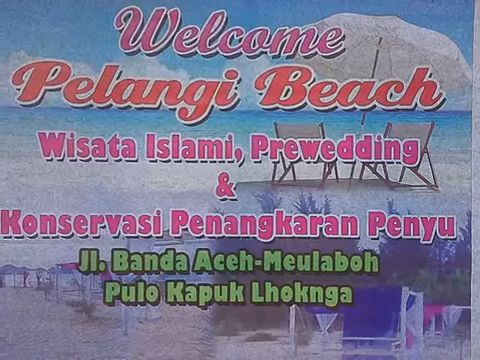 Welcome
Pelangi Beach
Wisata Islami, Prewedding
&
Konservasi Penangkaran Penyu
Jl. Banda Aceh-Meulaboh
Pulo Kapuk Lhoknga